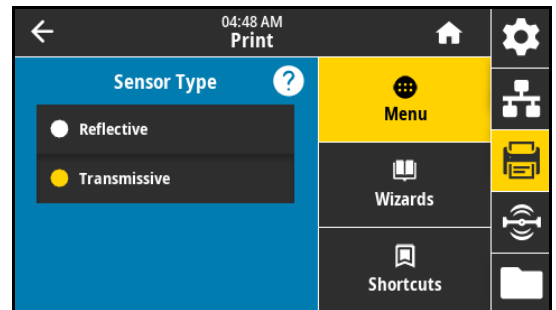 04:48 AM
Print
Sensor Type
?
Reflective
Transmissive
Menu
Wizards
Shortcuts